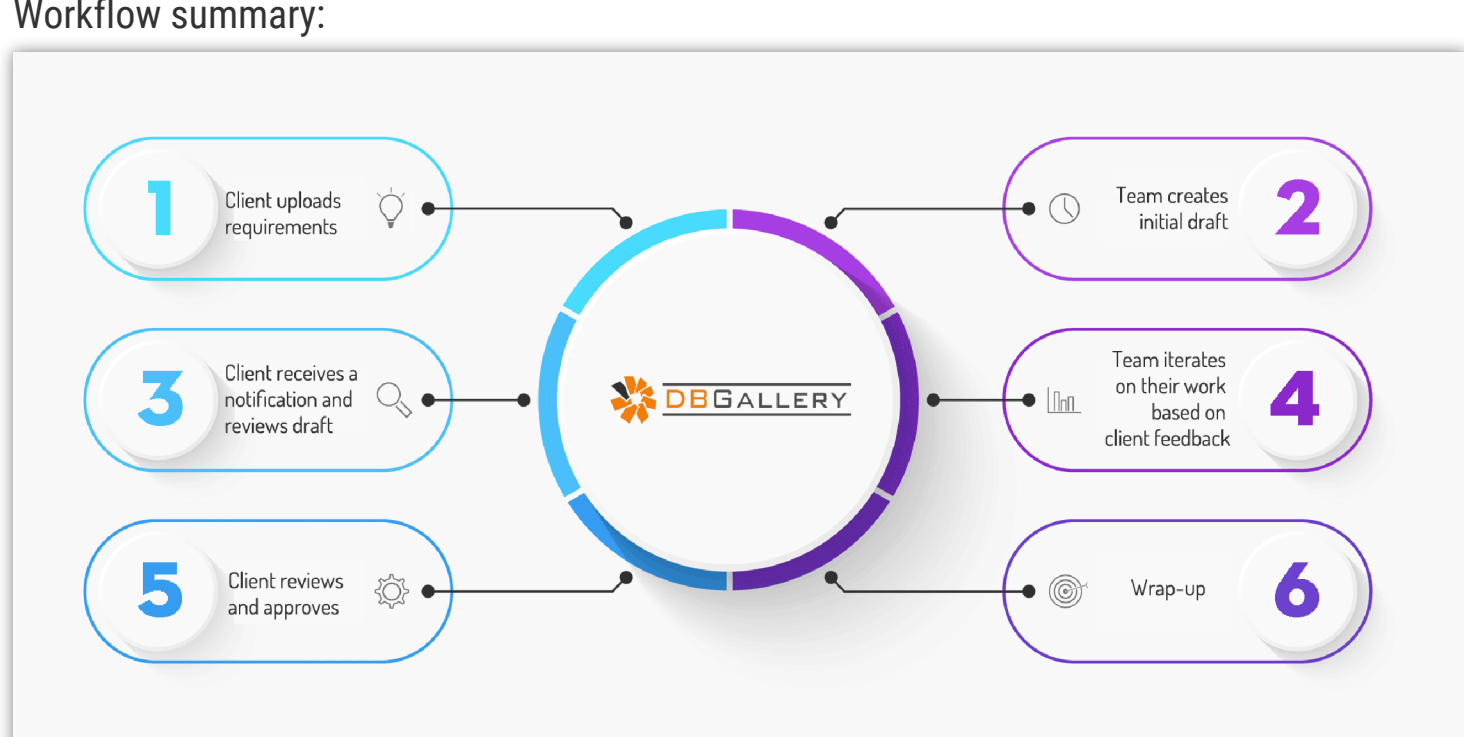 Workflow summary:
1
Client uploads
requirements
2
Team creates
initial draft
3
Client receives a
notification and
reviews draft
DBGALLERY
4
Team iterates
on their work
based on
client feedback
5
Client reviews
and approves
6
Wrap-up